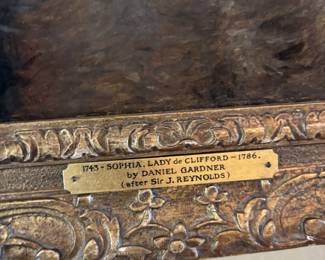 1743 - SOPHIA, LADY de CLIFFORD - 1786.
by DANIEL GARDNER
(after Sir J. REYNOLDS)